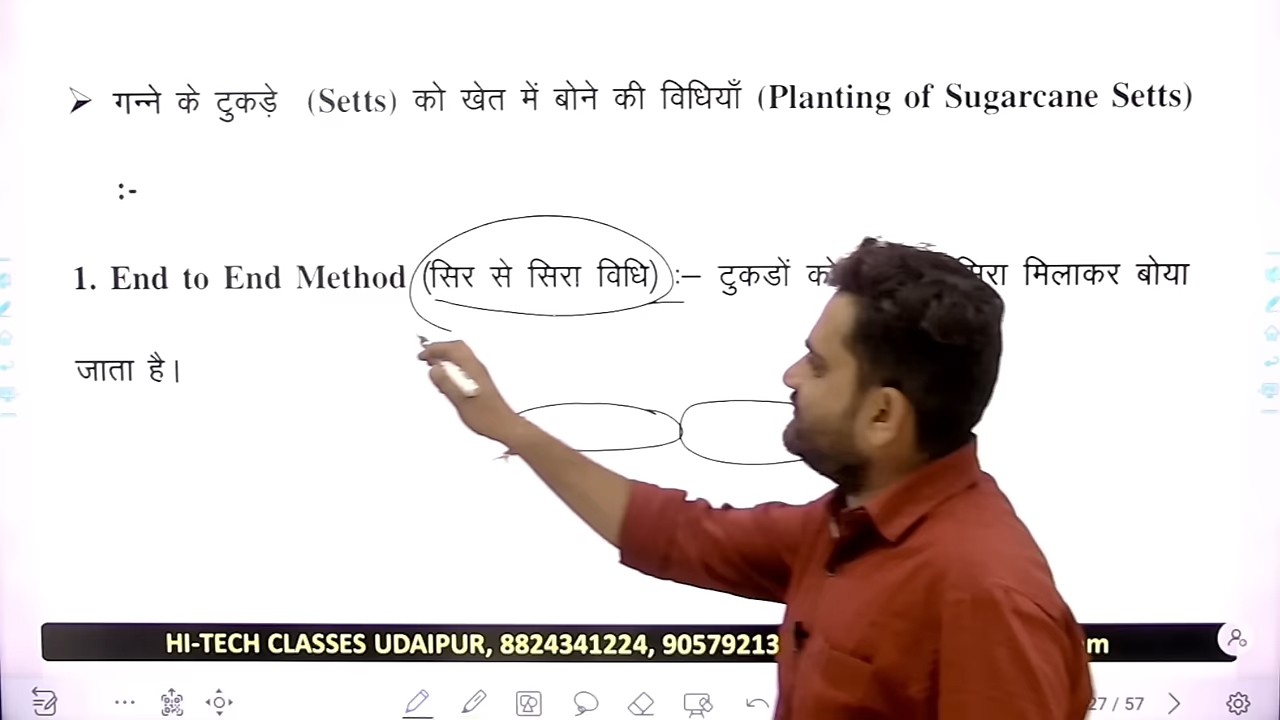 ➢ गन्ने के टुकड़े (Setts) को खेत में बोने की विधियाँ (Planting of Sugarcane Setts)
:-
1. End to End Method (सिर से सिरा विधि) :– टुकडों को मिलाकर बोया
जाता है।
HI-TECH CLASSES UDAIPUR, 8824341224, 90579213
27 / 57